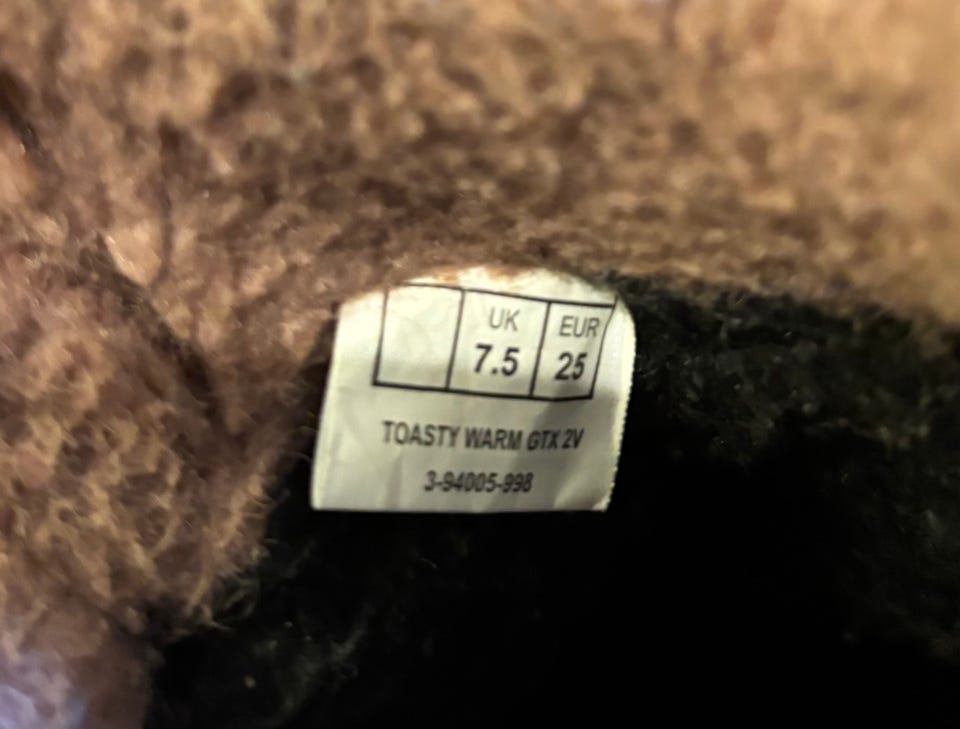 UK EUR
7.5 25
TOASTY WARM GTX 2V
3-94005-998